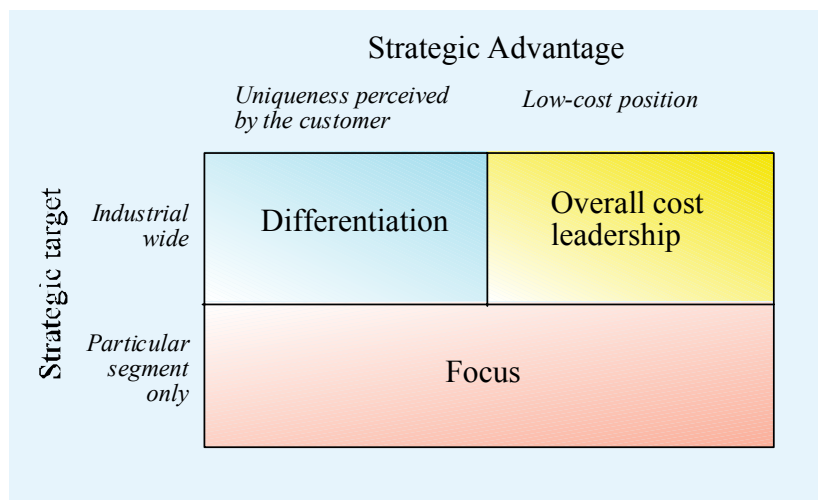 Strategic Advantage
Uniqueness perceived
by the customer
Low-cost position
Strategic target
Industrial
wide
Differentiation
Overall cost
leadership
Particular
segment
only
Focus